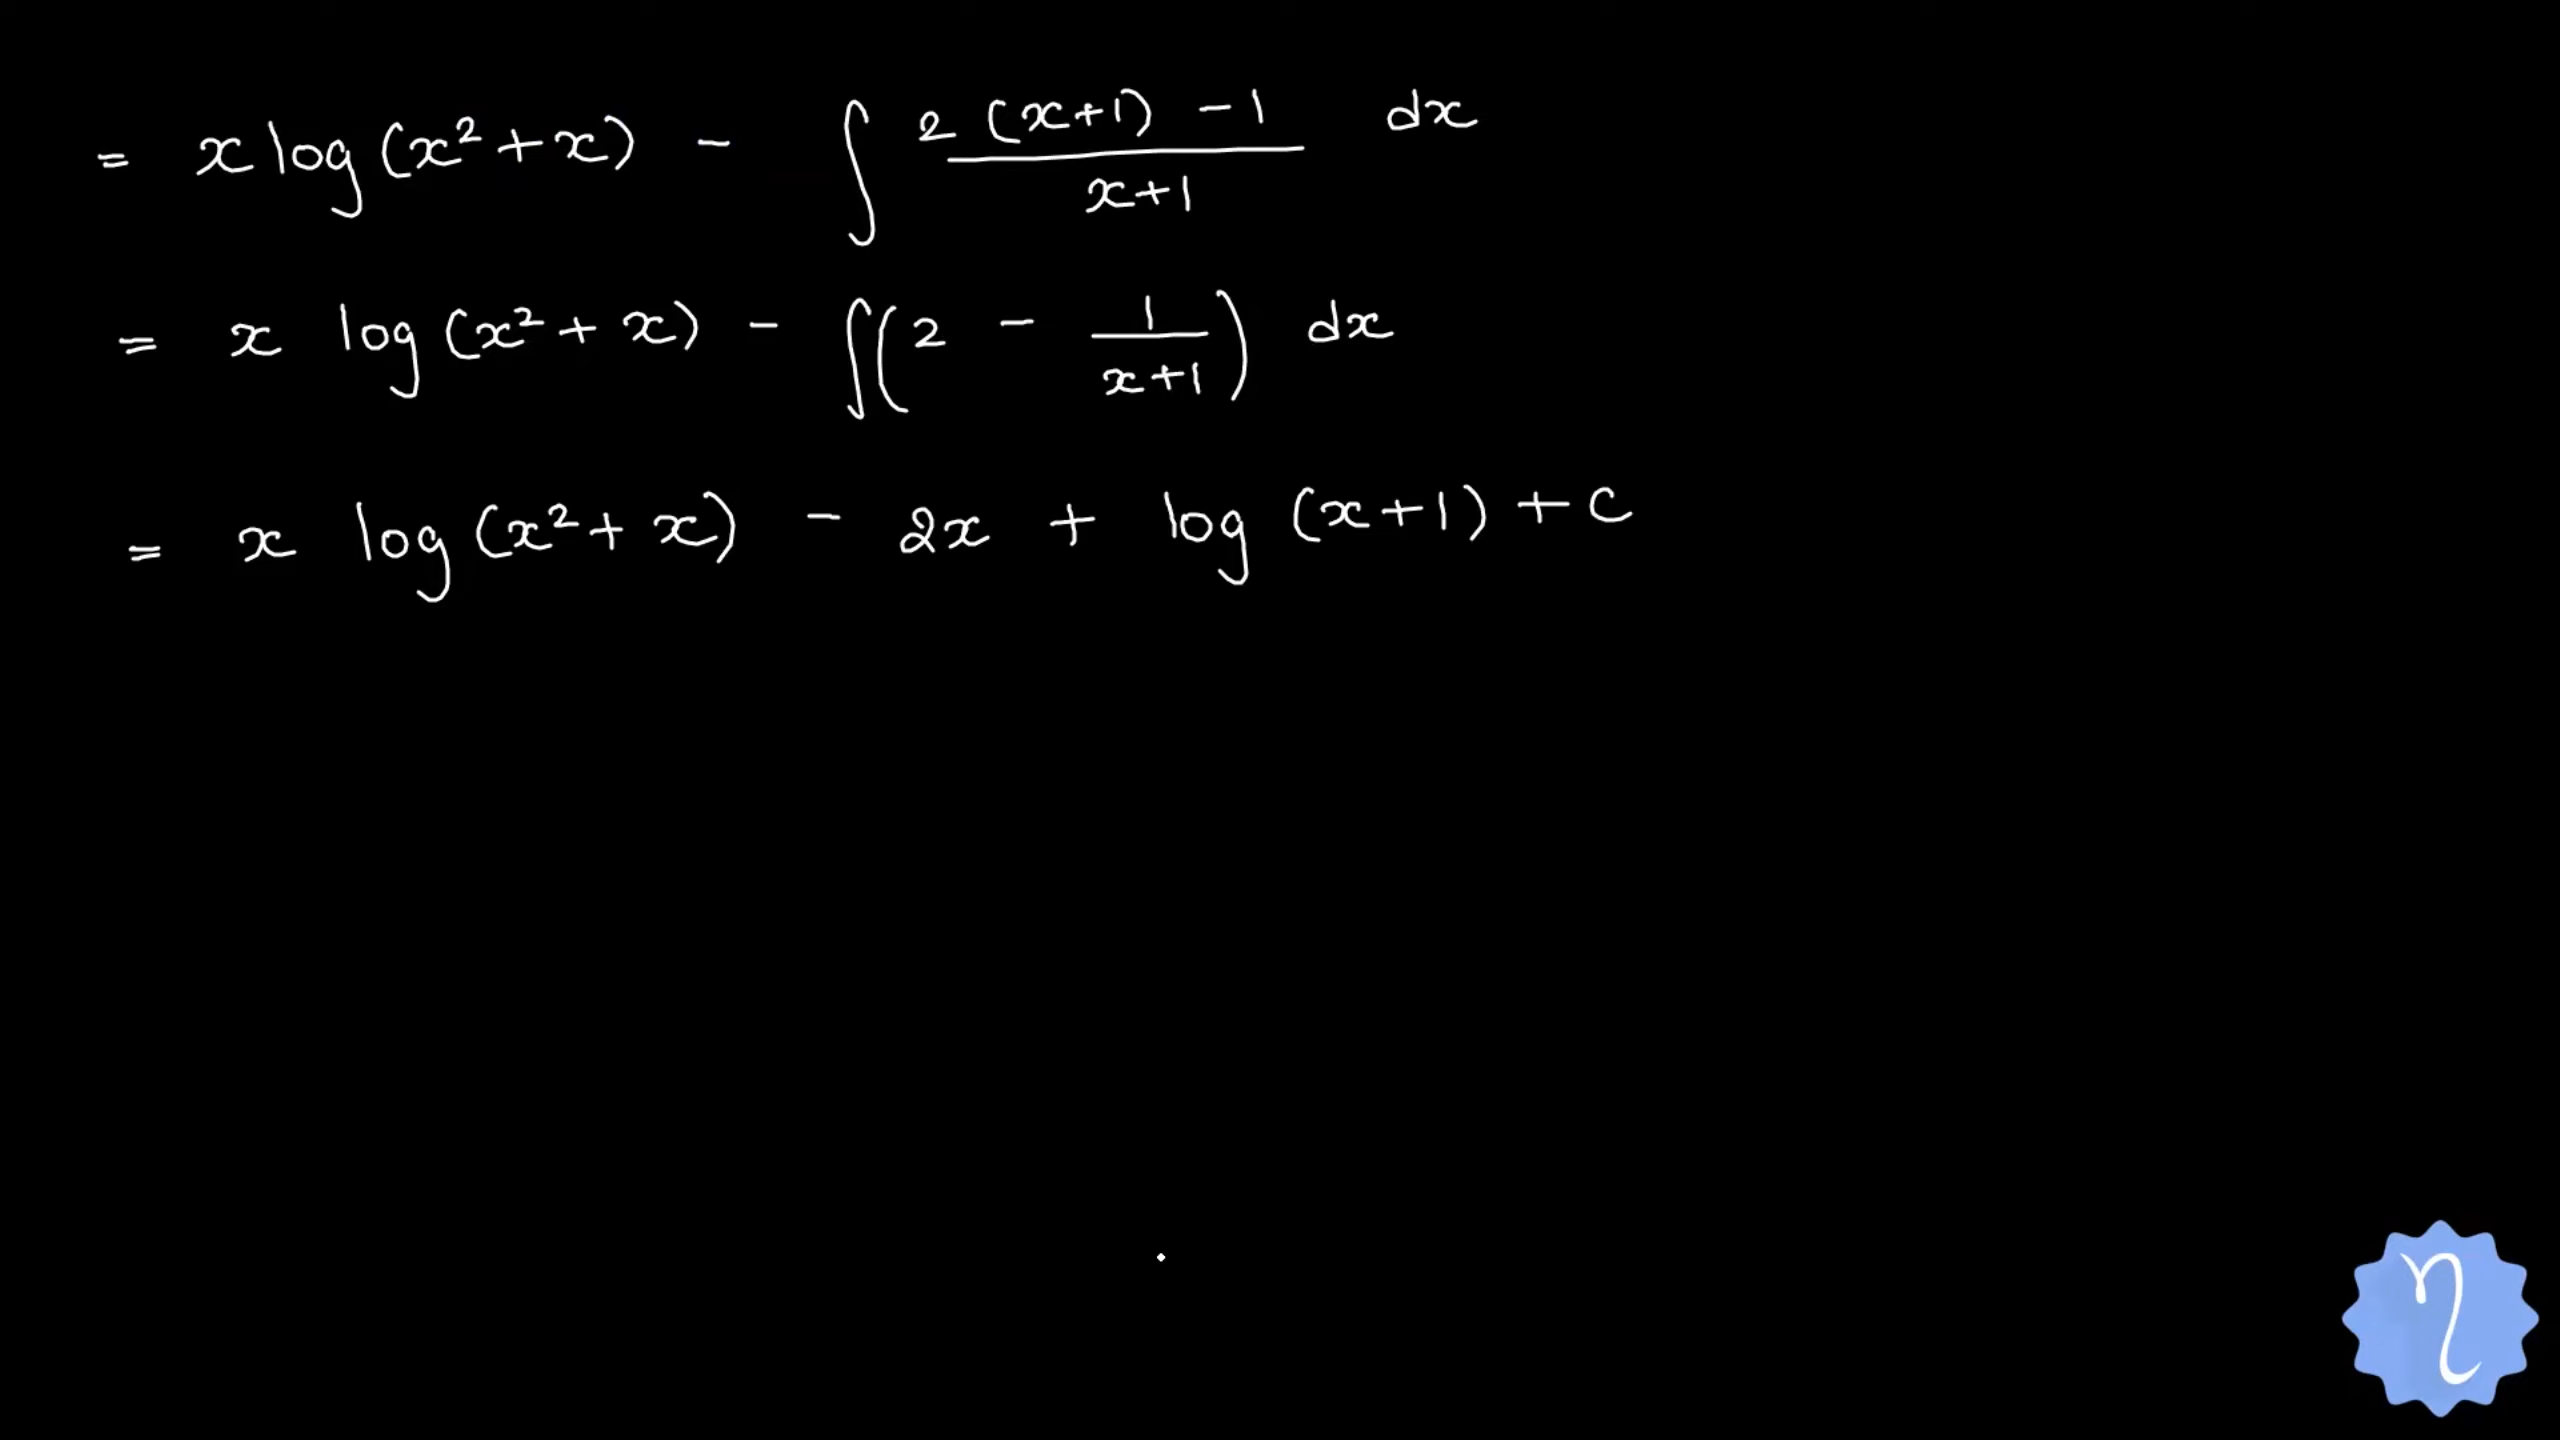 = x log (x² + x) - ∫ (2 (x+1) - 1)/(x+1) dx
= x log (x² + x) - ∫ (2 - 1/(x+1)) dx
= x log (x² + x) - 2x + log (x+1) + c
η